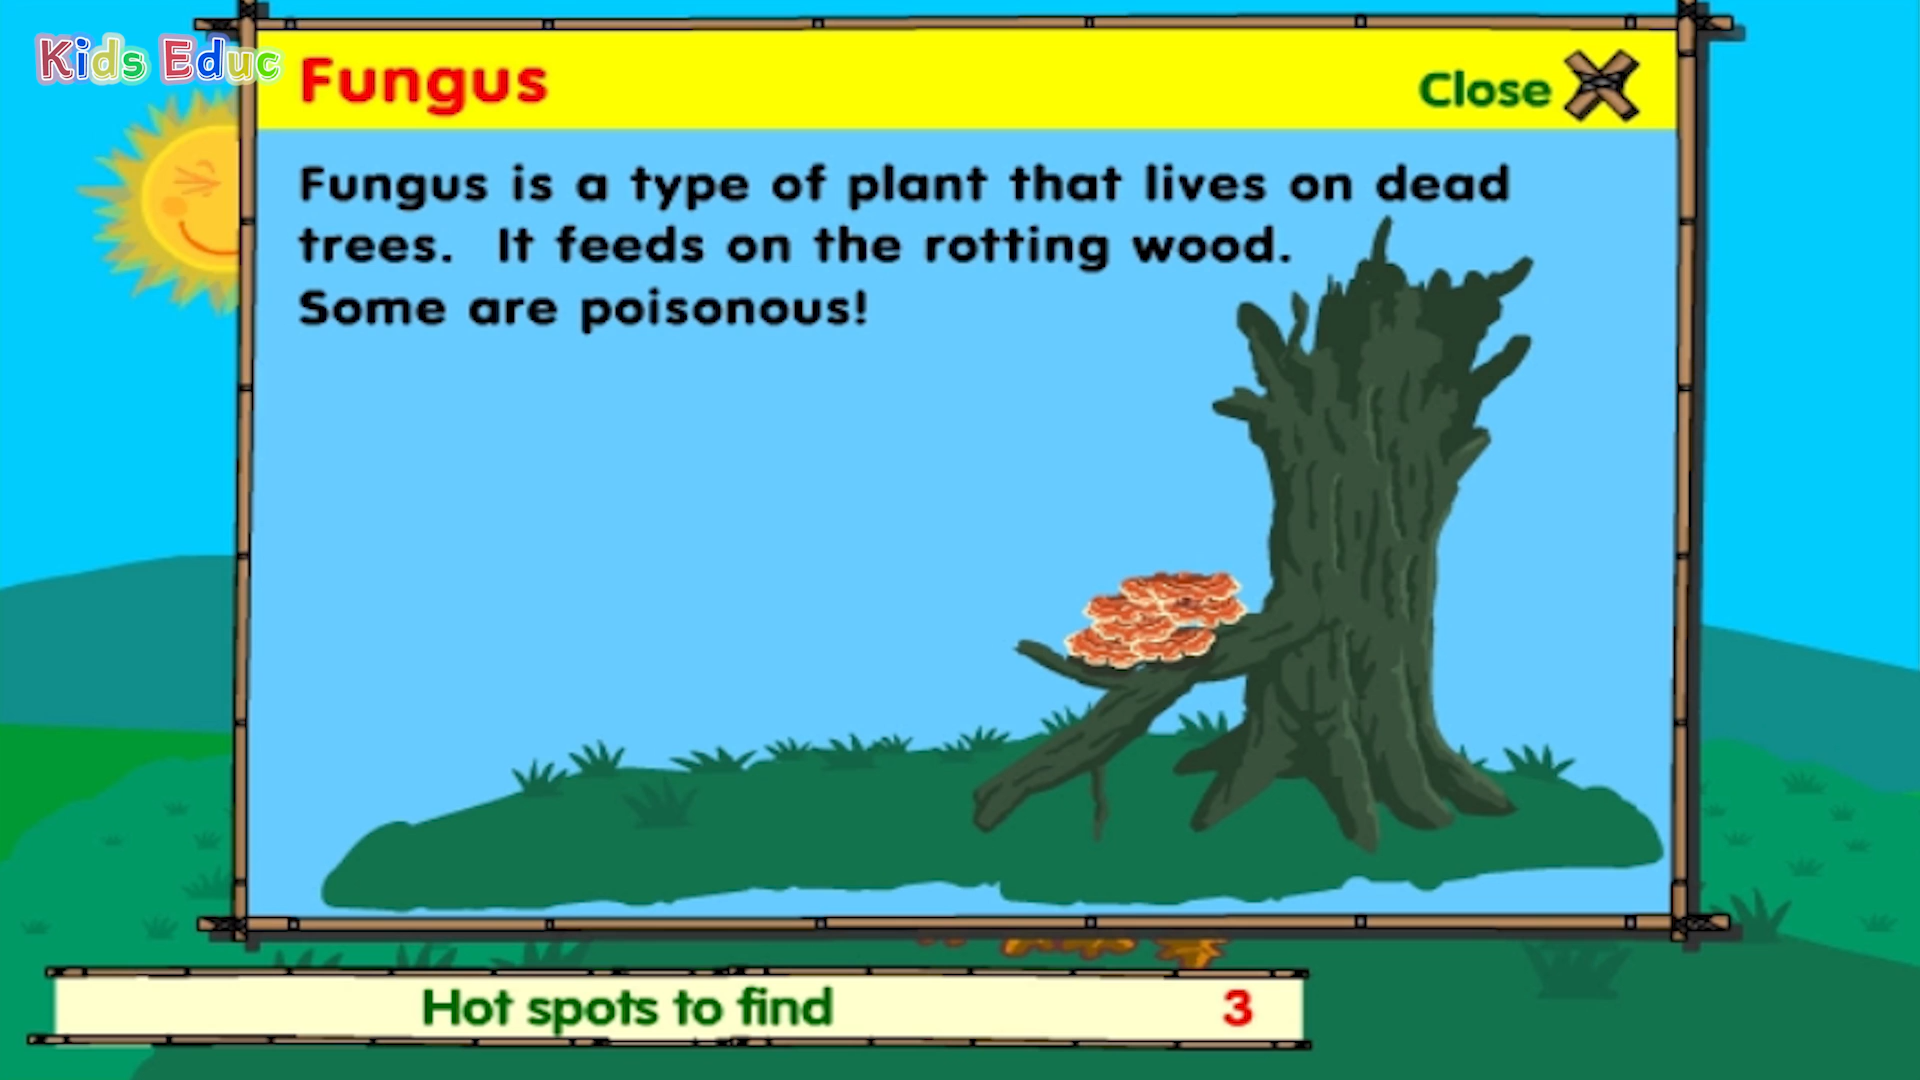 Kids Educ
Fungus
Close
Fungus is a type of plant that lives on dead
trees. It feeds on the rotting wood.
Some are poisonous!
Hot spots to find 3